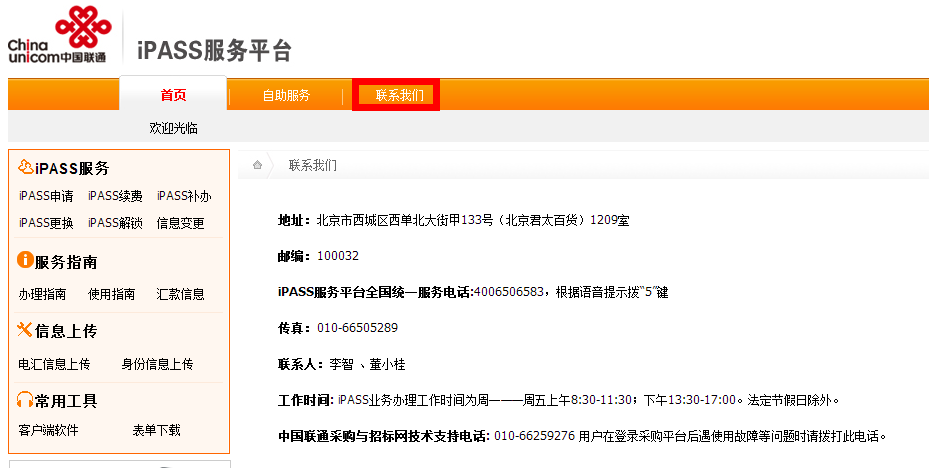 China
unicom中国联通
iPASS服务平台
首页 自助服务 联系我们
欢迎光临
iPASS服务
iPASS申请 iPASS续费 iPASS补办
iPASS更换 iPASS解锁 信息变更
服务指南
办理指南 使用指南 汇款信息
信息上传
电汇信息上传 身份信息上传
常用工具
客户端软件 表单下载
联系我们
地址：北京市西城区西单北大街甲133号（北京君太百货）1209室
邮编：100032
iPASS服务平台全国统一服务电话:4006506583，根据语音提示拨“5”键
传真：010-66505289
联系人：李智 、董小桂
工作时间: iPASS业务办理工作时间为周一——周五上午8:30-11:30；下午13:30-17:00。法定节假日除外。
中国联通采购与招标网技术支持电话: 010-66259276 用户在登录采购平台后遇使用故障等问题时请拨打此电话。